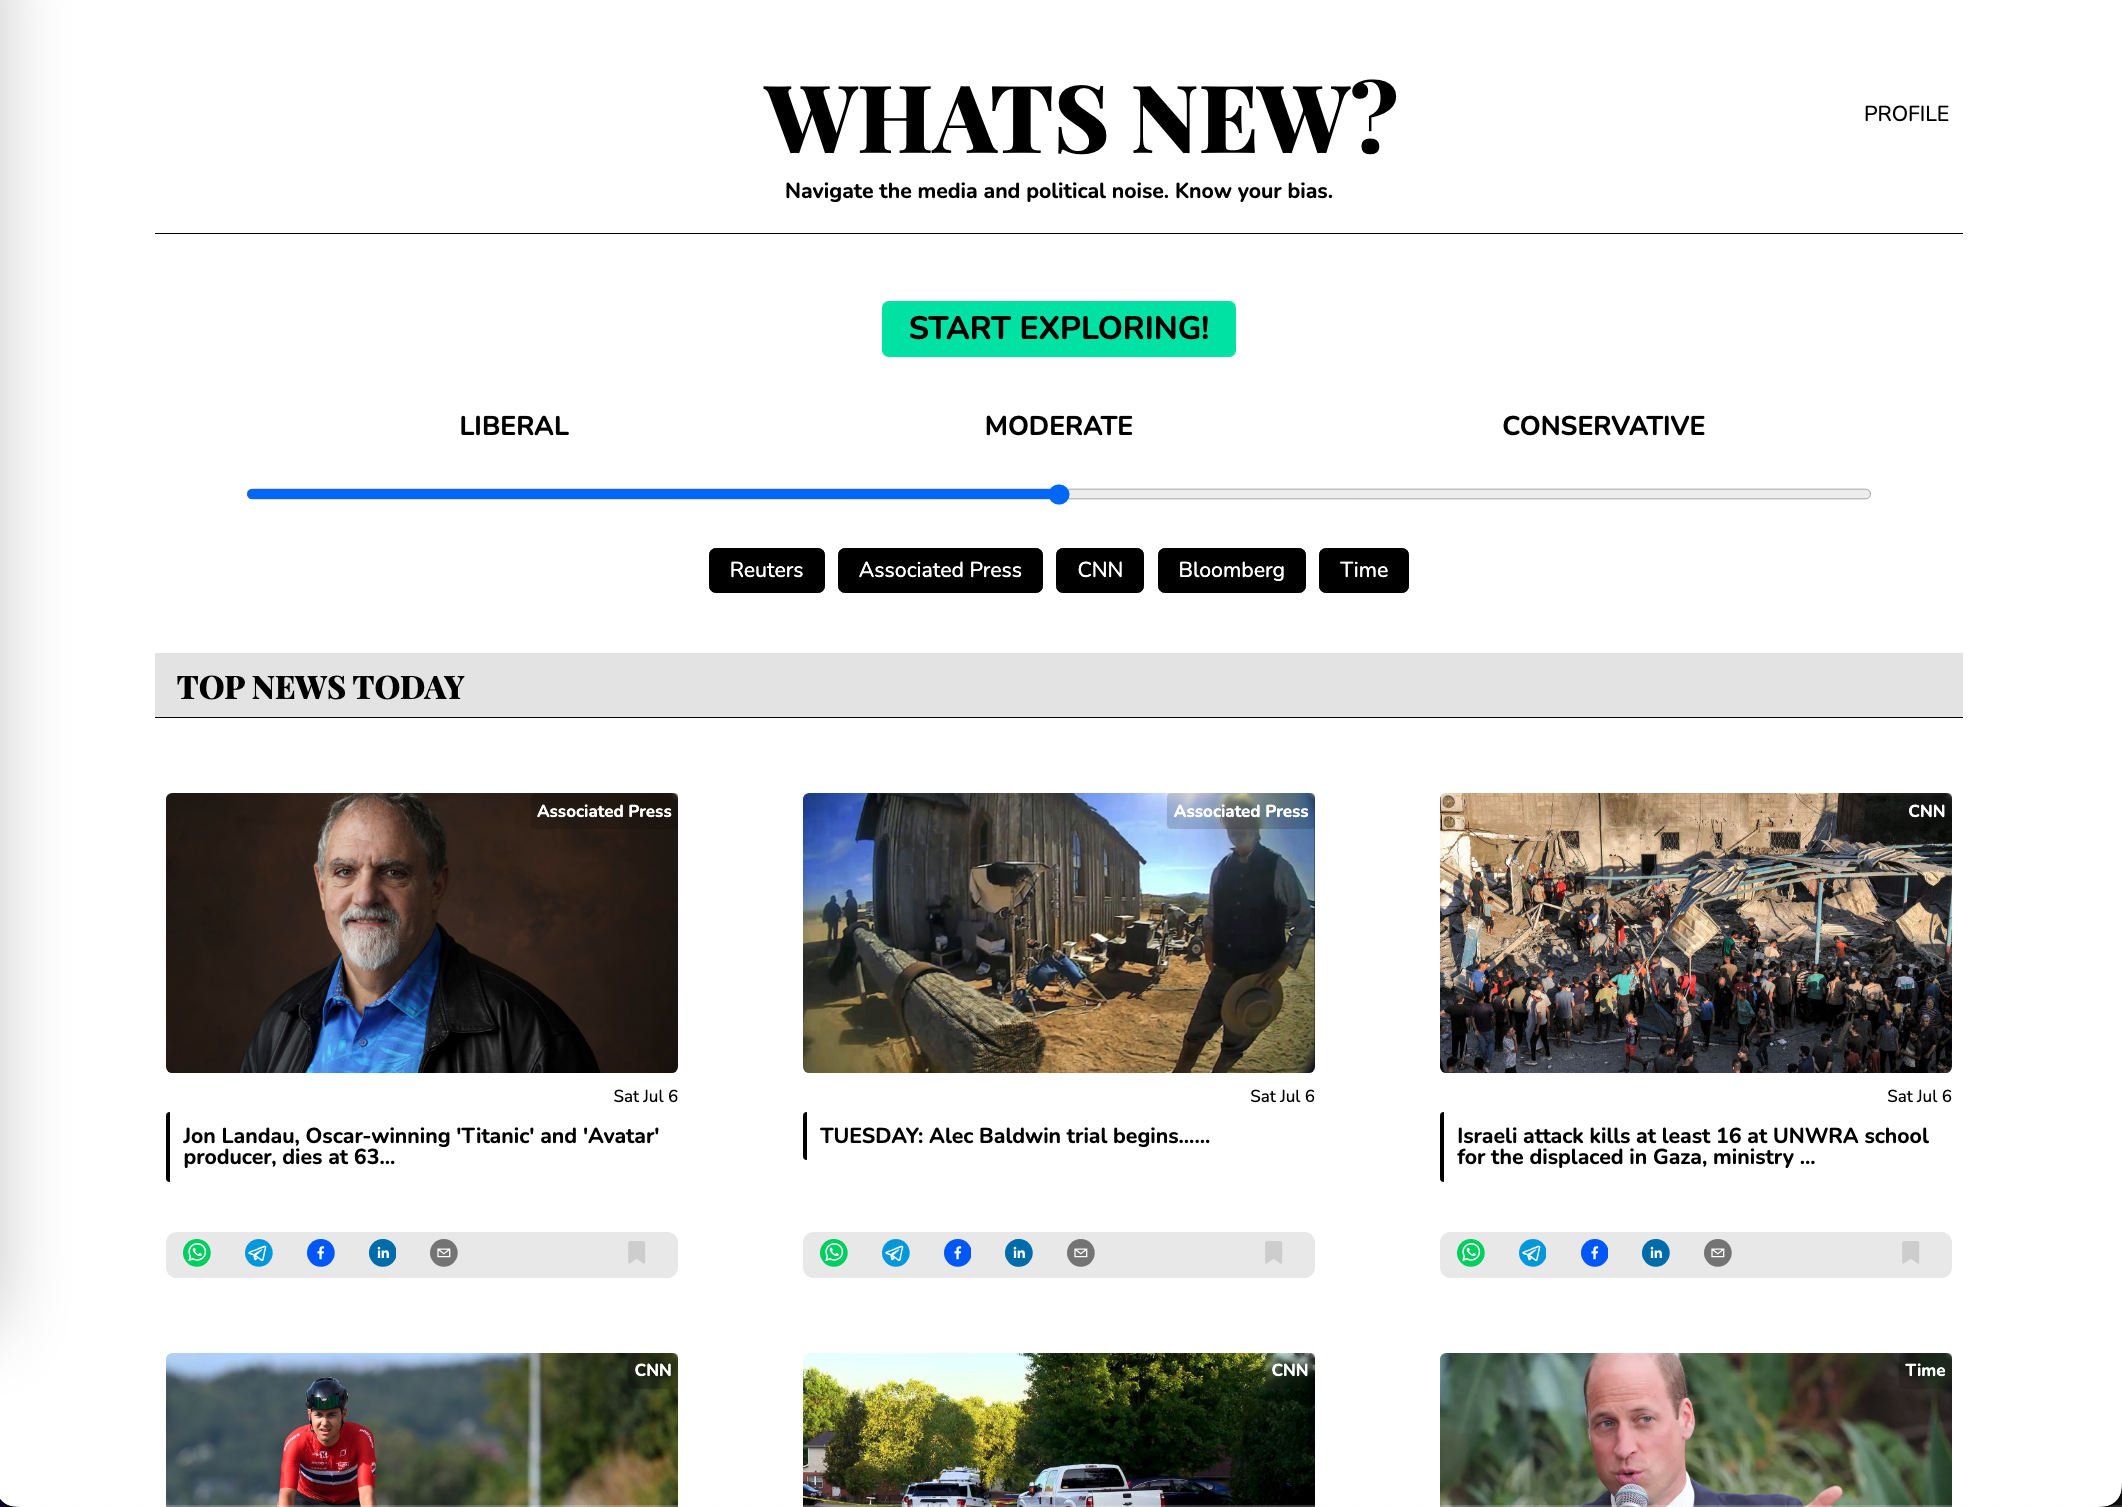 WHATS NEW?
PROFILE
Navigate the media and political noise. Know your bias.
START EXPLORING!
LIBERAL
MODERATE
CONSERVATIVE
Reuters
Associated Press
CNN
Bloomberg
Time
TOP NEWS TODAY
Associated Press
Sat Jul 6
Jon Landau, Oscar-winning 'Titanic' and 'Avatar'
producer, dies at 63...
Associated Press
Sat Jul 6
TUESDAY: Alec Baldwin trial begins......
CNN
Sat Jul 6
Israeli attack kills at least 16 at UNWRA school
for the displaced in Gaza, ministry ...
CNN
CNN
Time